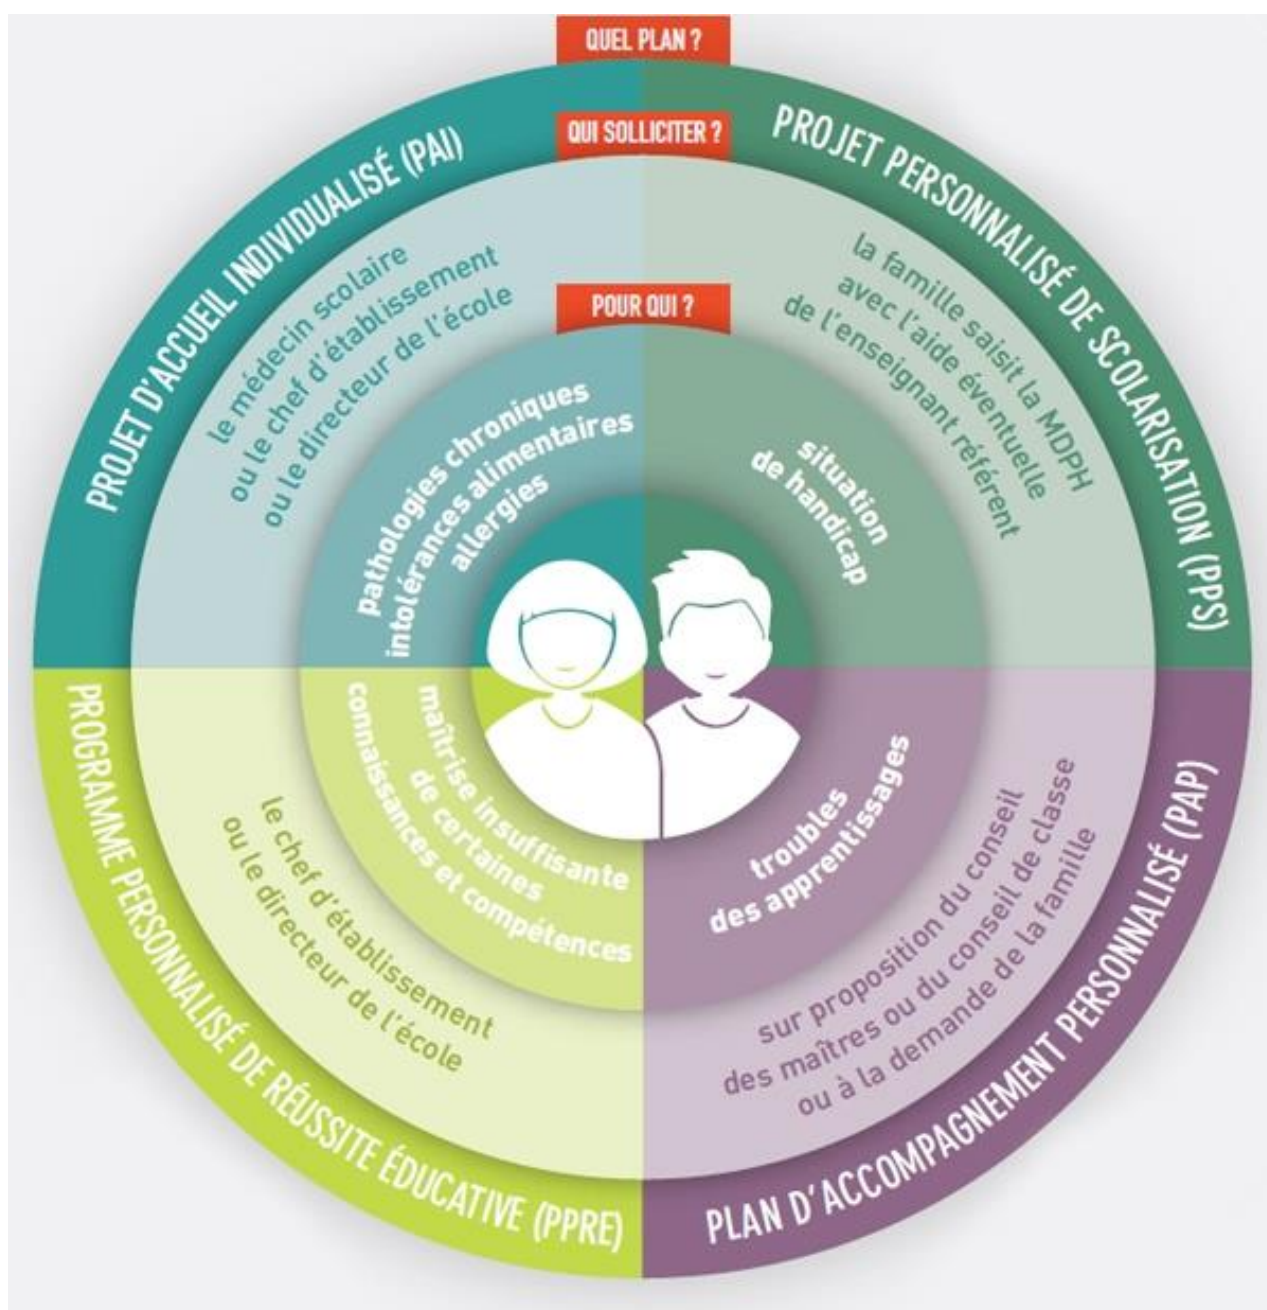 QUEL PLAN ?
QUI SOLLICITER ?
POUR QUI ?
PROJET D'ACCUEIL INDIVIDUALISÉ (PAI)
le médecin scolaire
ou le chef d'établissement
ou le directeur de l'école
pathologies chroniques
intolérances alimentaires
allergies
PROJET PERSONNALISÉ DE SCOLARISATION (PPS)
la famille saisit la MDPH
avec l'aide éventuelle
de l'enseignant référent
situation
de handicap
PROGRAMME PERSONNALISÉ DE RÉUSSITE ÉDUCATIVE (PPRE)
le chef d'établissement
ou le directeur de l'école
maîtrise insuffisante
de certaines
connaissances et compétences
PLAN D'ACCOMPAGNEMENT PERSONNALISÉ (PAP)
sur proposition du conseil
des maîtres ou du conseil de classe
ou à la demande de la famille
troubles
des apprentissages